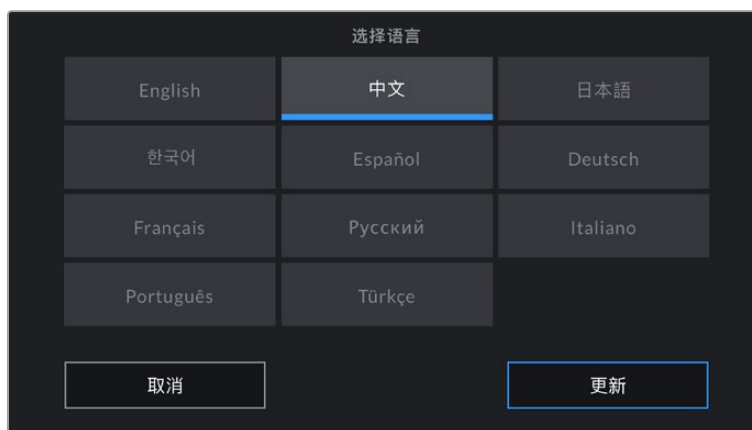 选择语言
English 中文 日本語
한국어 Español Deutsch
Français Русский Italiano
Português Türkçe
取消 更新